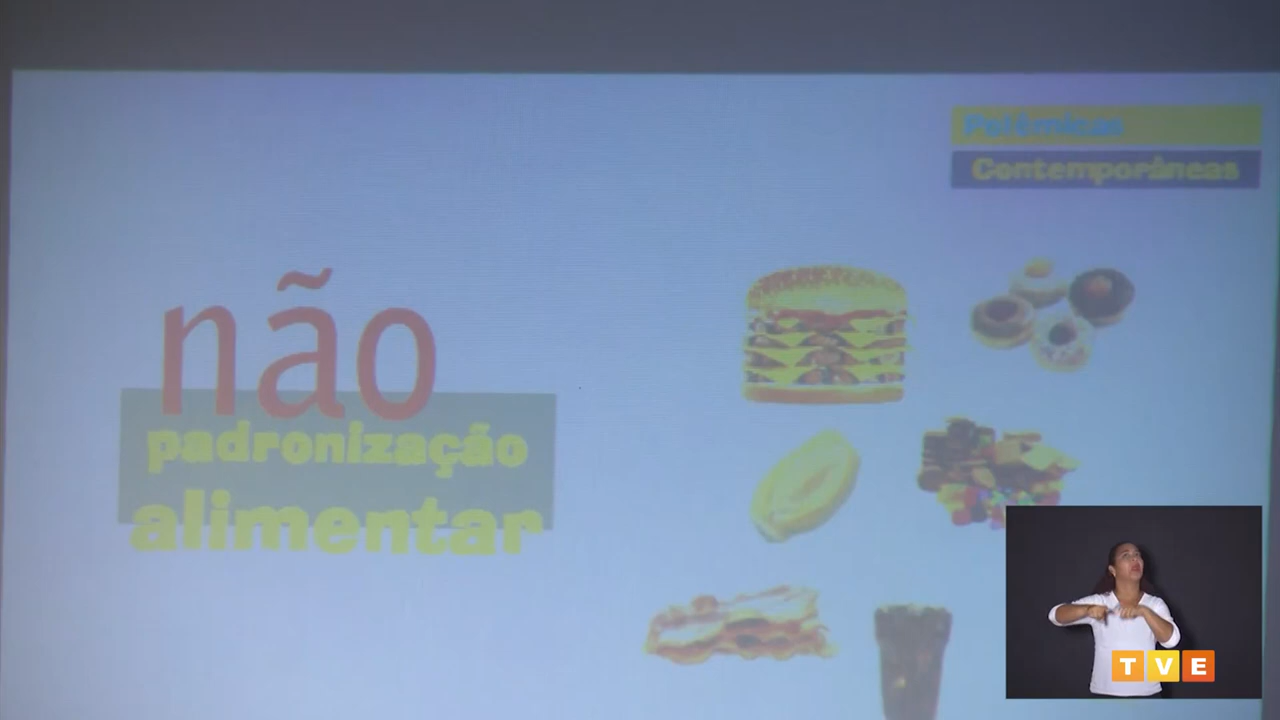 Polêmicas
Contemporâneas
não
padronização
alimentar
TVE